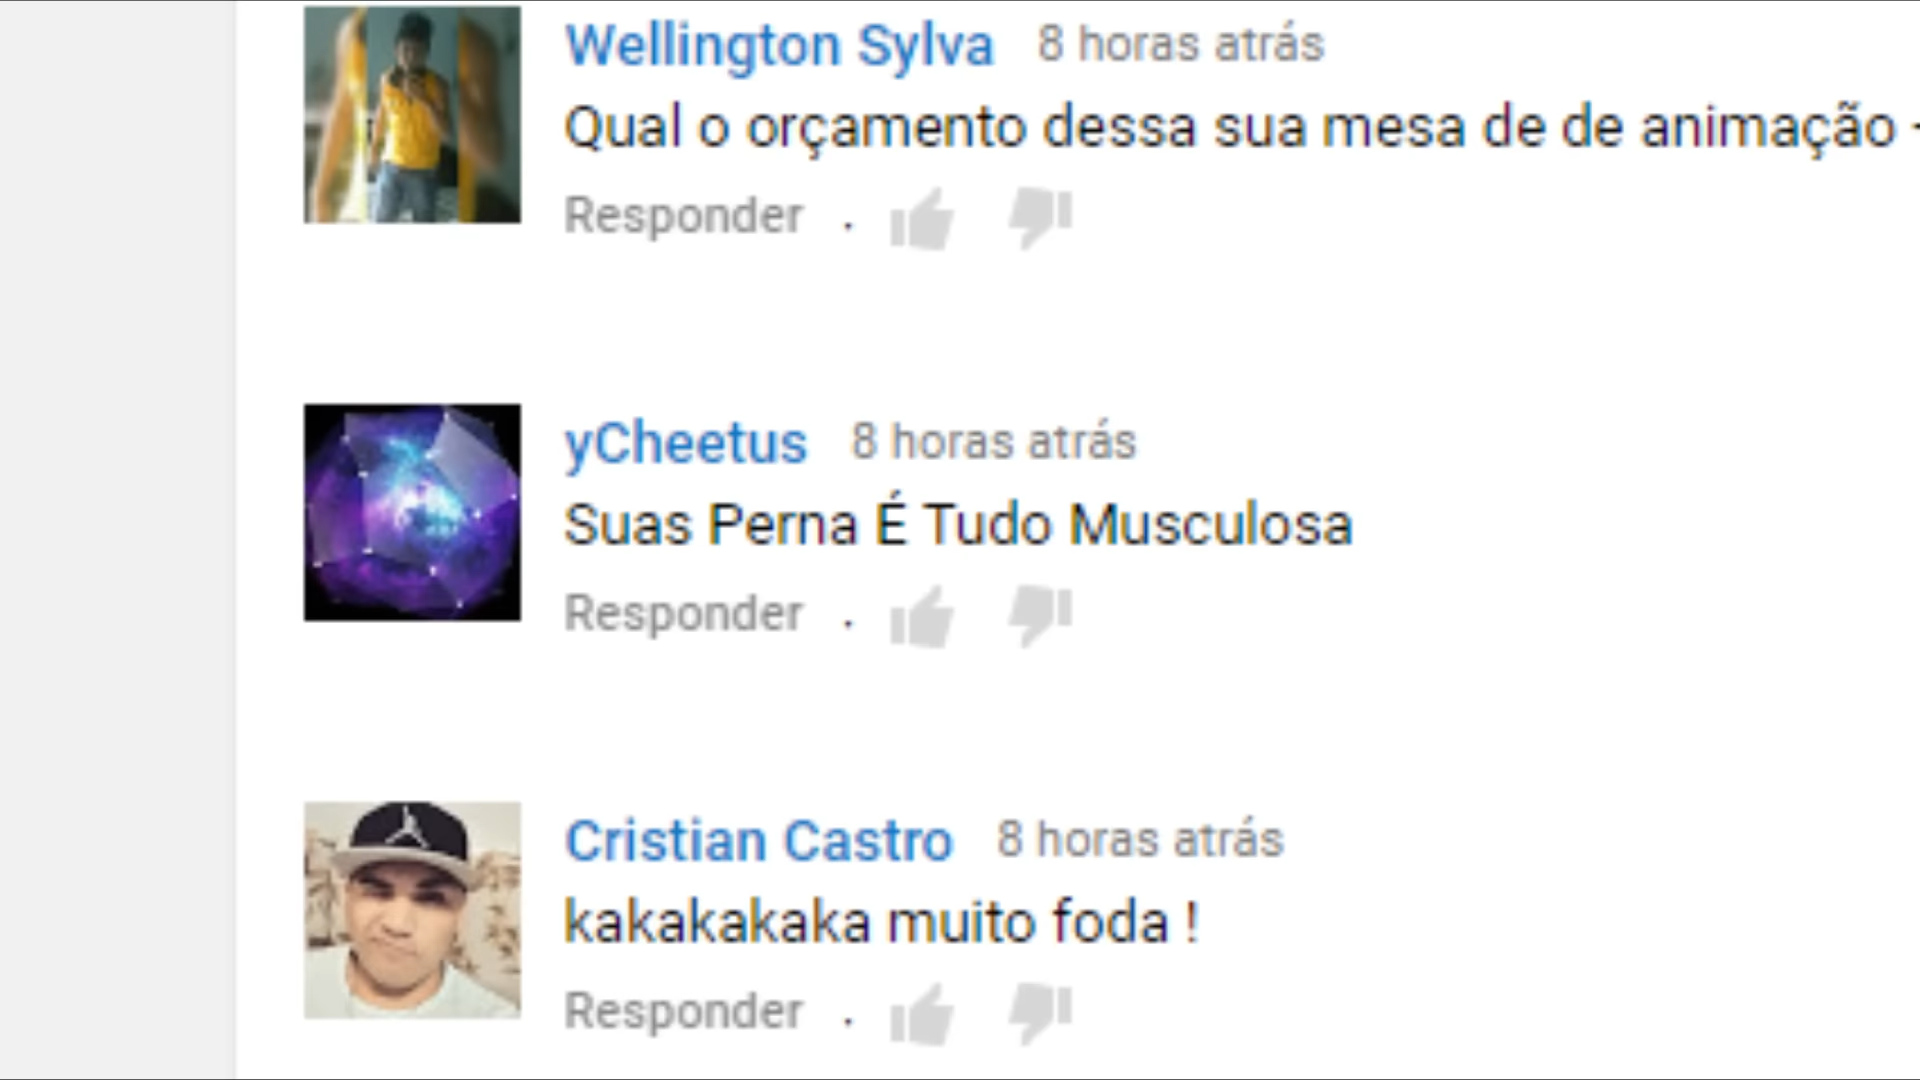 Wellington Sylva 8 horas atrás
Qual o orçamento dessa sua mesa de de animação -
Responder .
yCheetus 8 horas atrás
Suas Perna É Tudo Musculosa
Responder .
Cristian Castro 8 horas atrás
kakakakaka muito foda !
Responder .